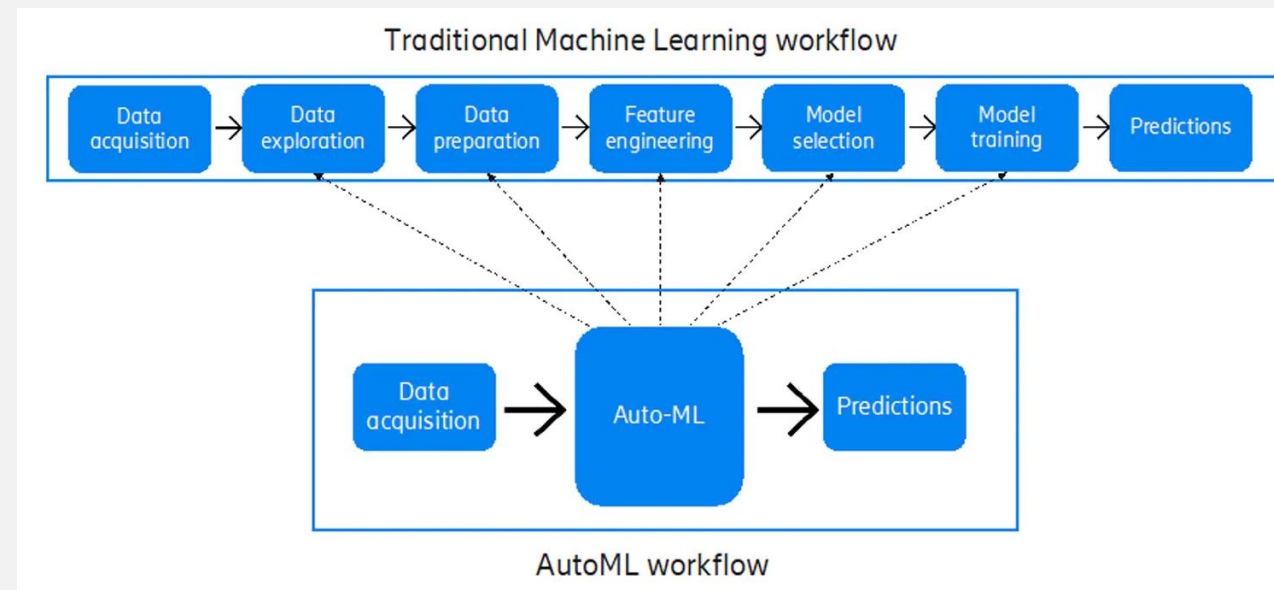 Traditional Machine Learning workflow
Data
acquisition
Data
exploration
Data
preparation
Feature
engineering
Model
selection
Model
training
Predictions
Data
acquisition
Auto-ML
Predictions
AutoML workflow